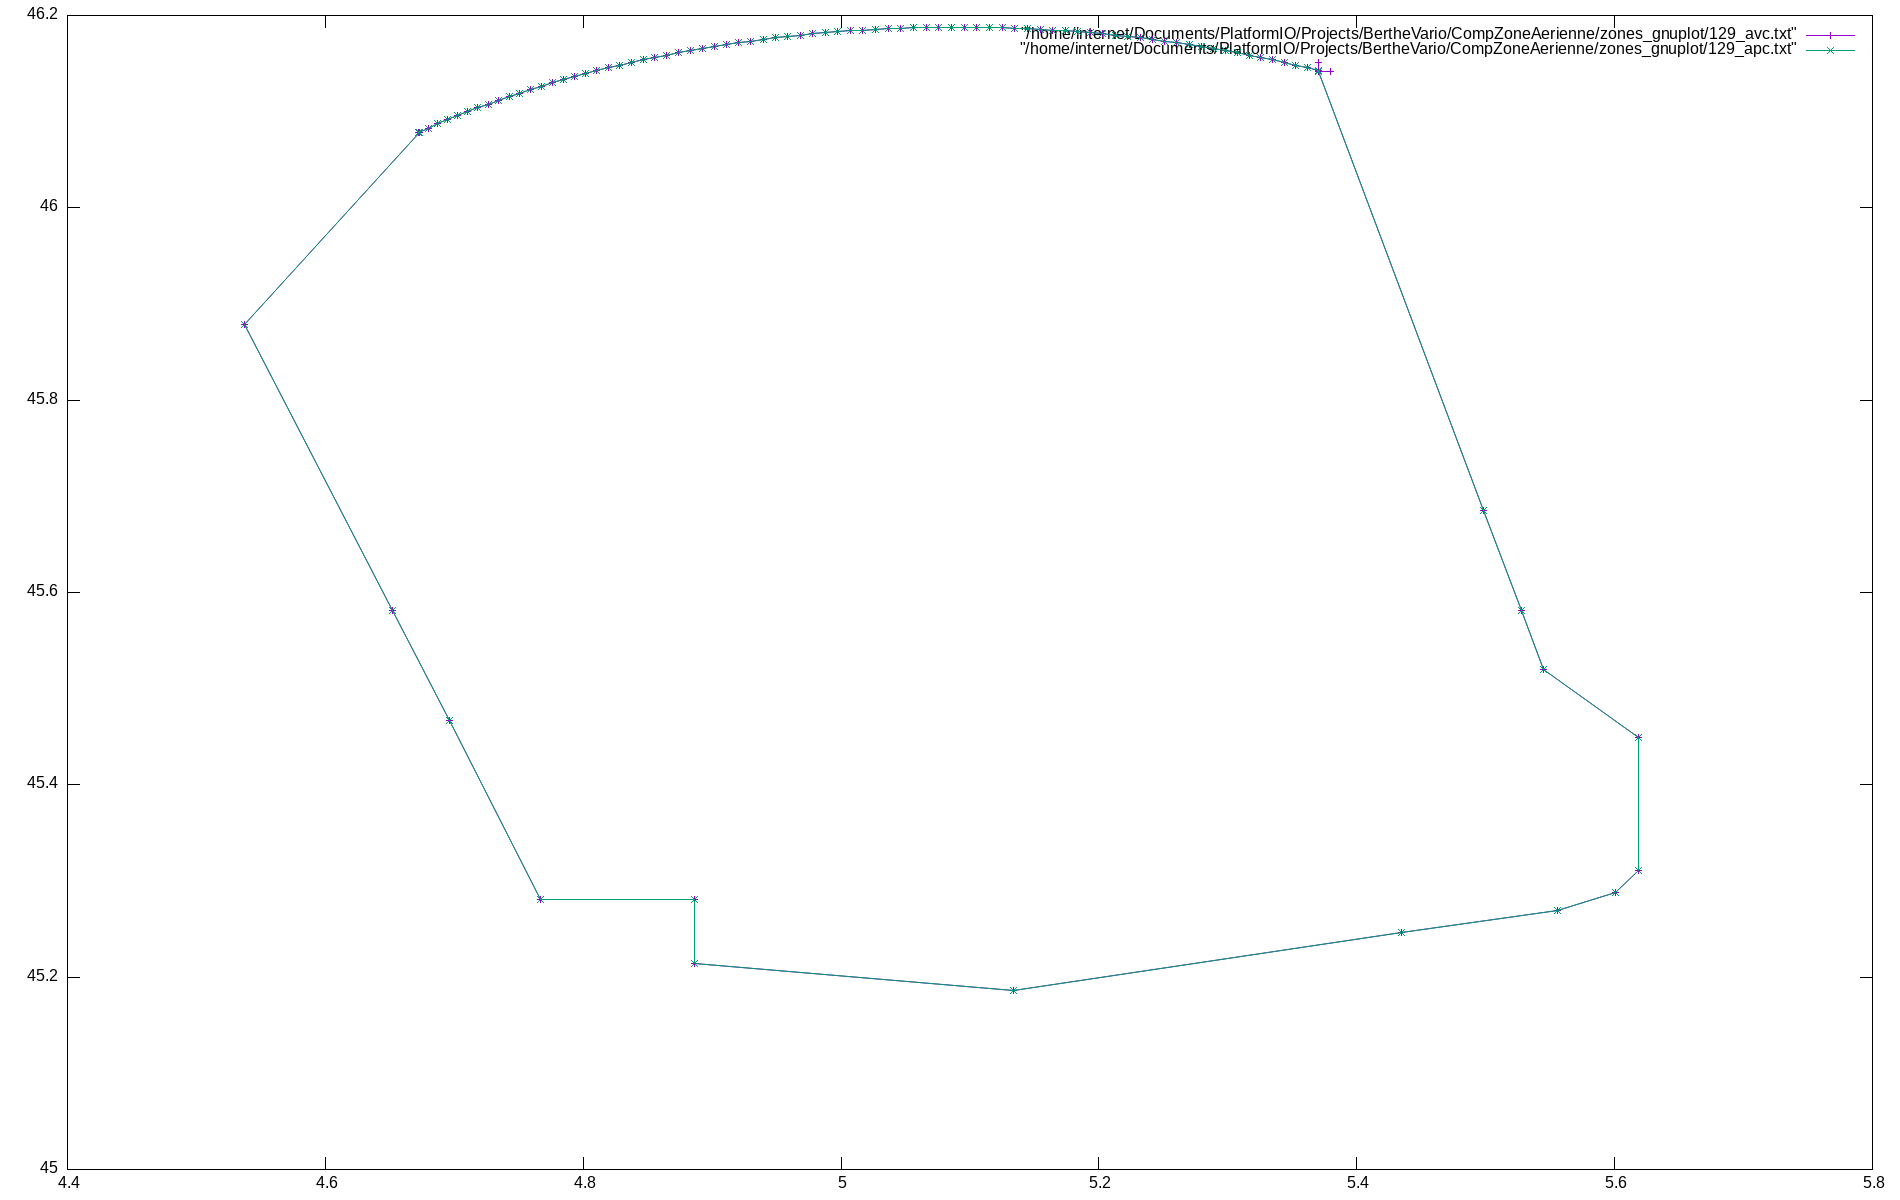 46.2
"/home/internet/Documents/PlatformIO/Projects/BertheVario/CompZoneAerienne/zones_gnuplot/129_avc.txt"
"/home/internet/Documents/PlatformIO/Projects/BertheVario/CompZoneAerienne/zones_gnuplot/129_apc.txt"
46
45.8
45.6
45.4
45.2
45
4.4 4.6 4.8 5 5.2 5.4 5.6 5.8